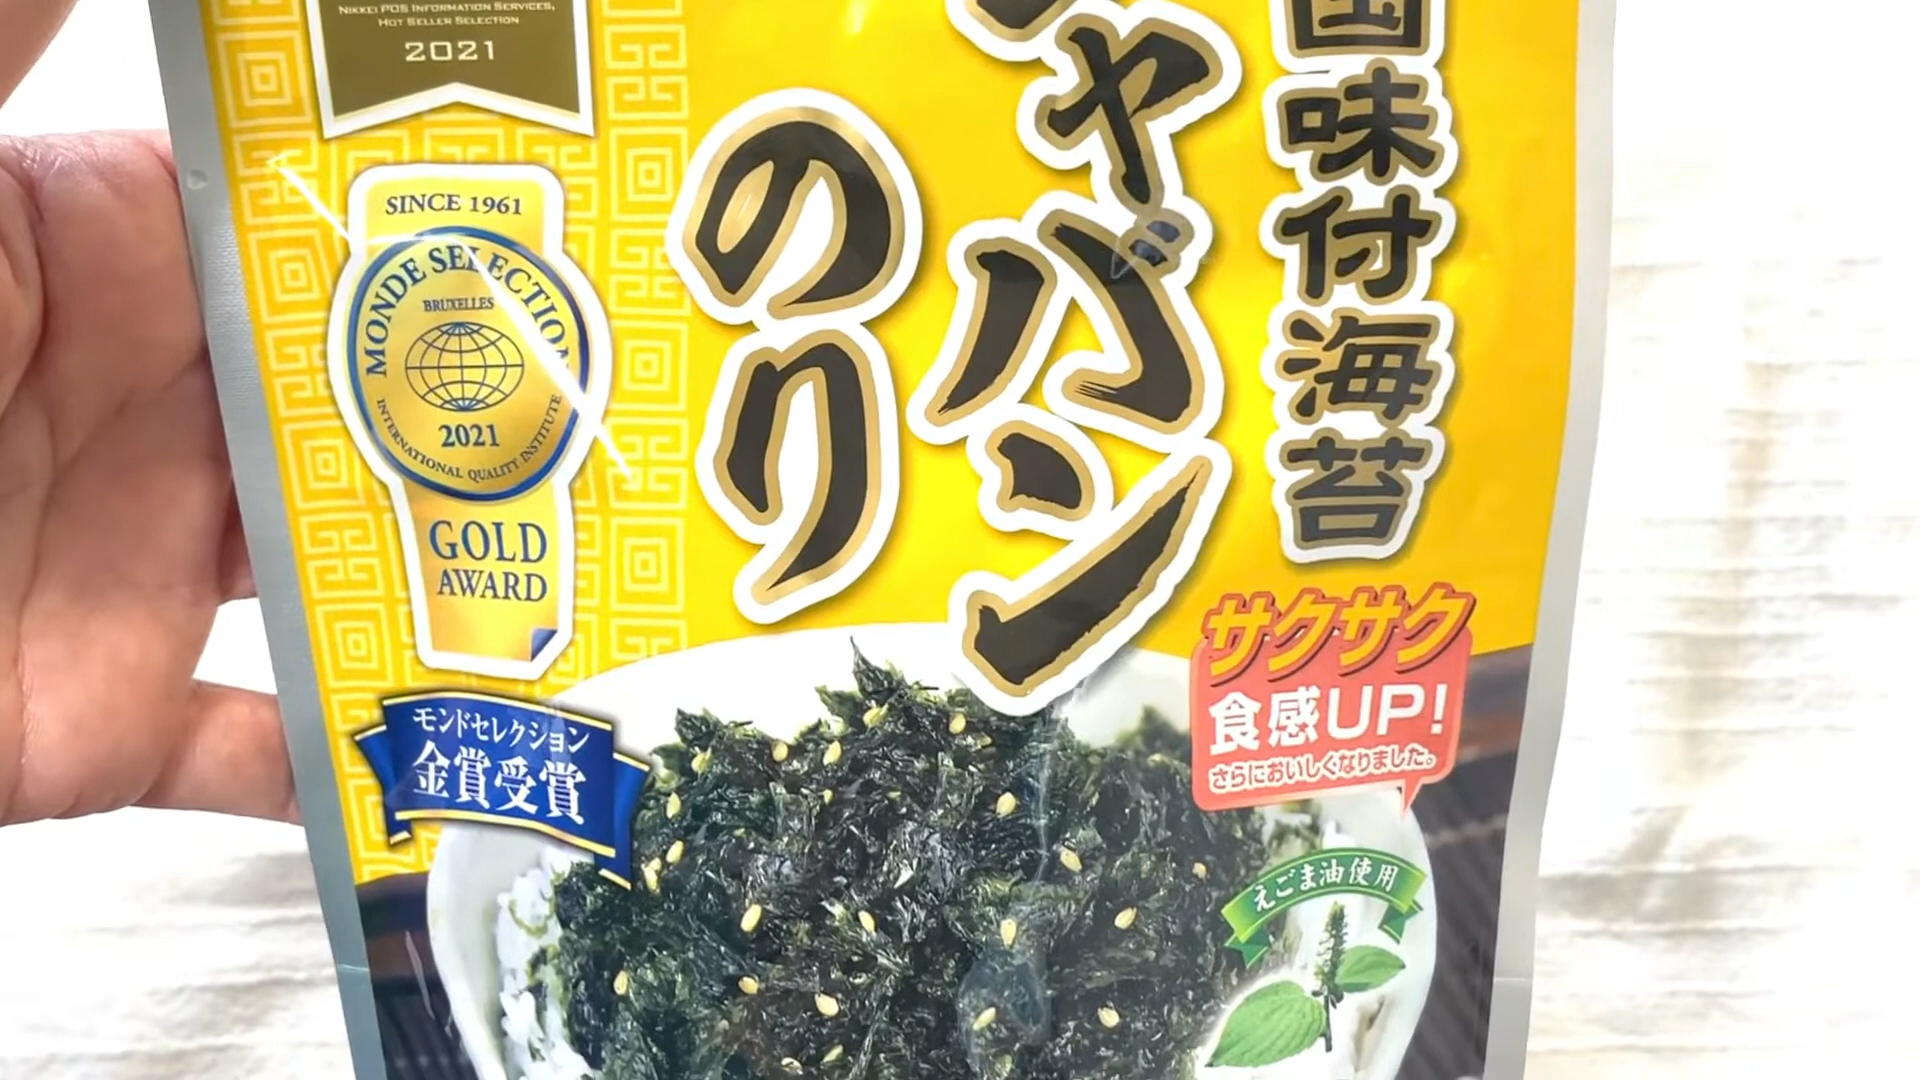 NIKKEI POS INFORMATION SERVICES,
HOT SELLER SELECTION
2021
国味付海苔
ャバン
のり
SINCE 1961
MONDE SELECTION
BRUXELLES
2021
INTERNATIONAL QUALITY INSTITUTE
GOLD
AWARD
モンドセレクション
金賞受賞
サクサク
食感UP!
さらにおいしくなりました。
えごま油使用